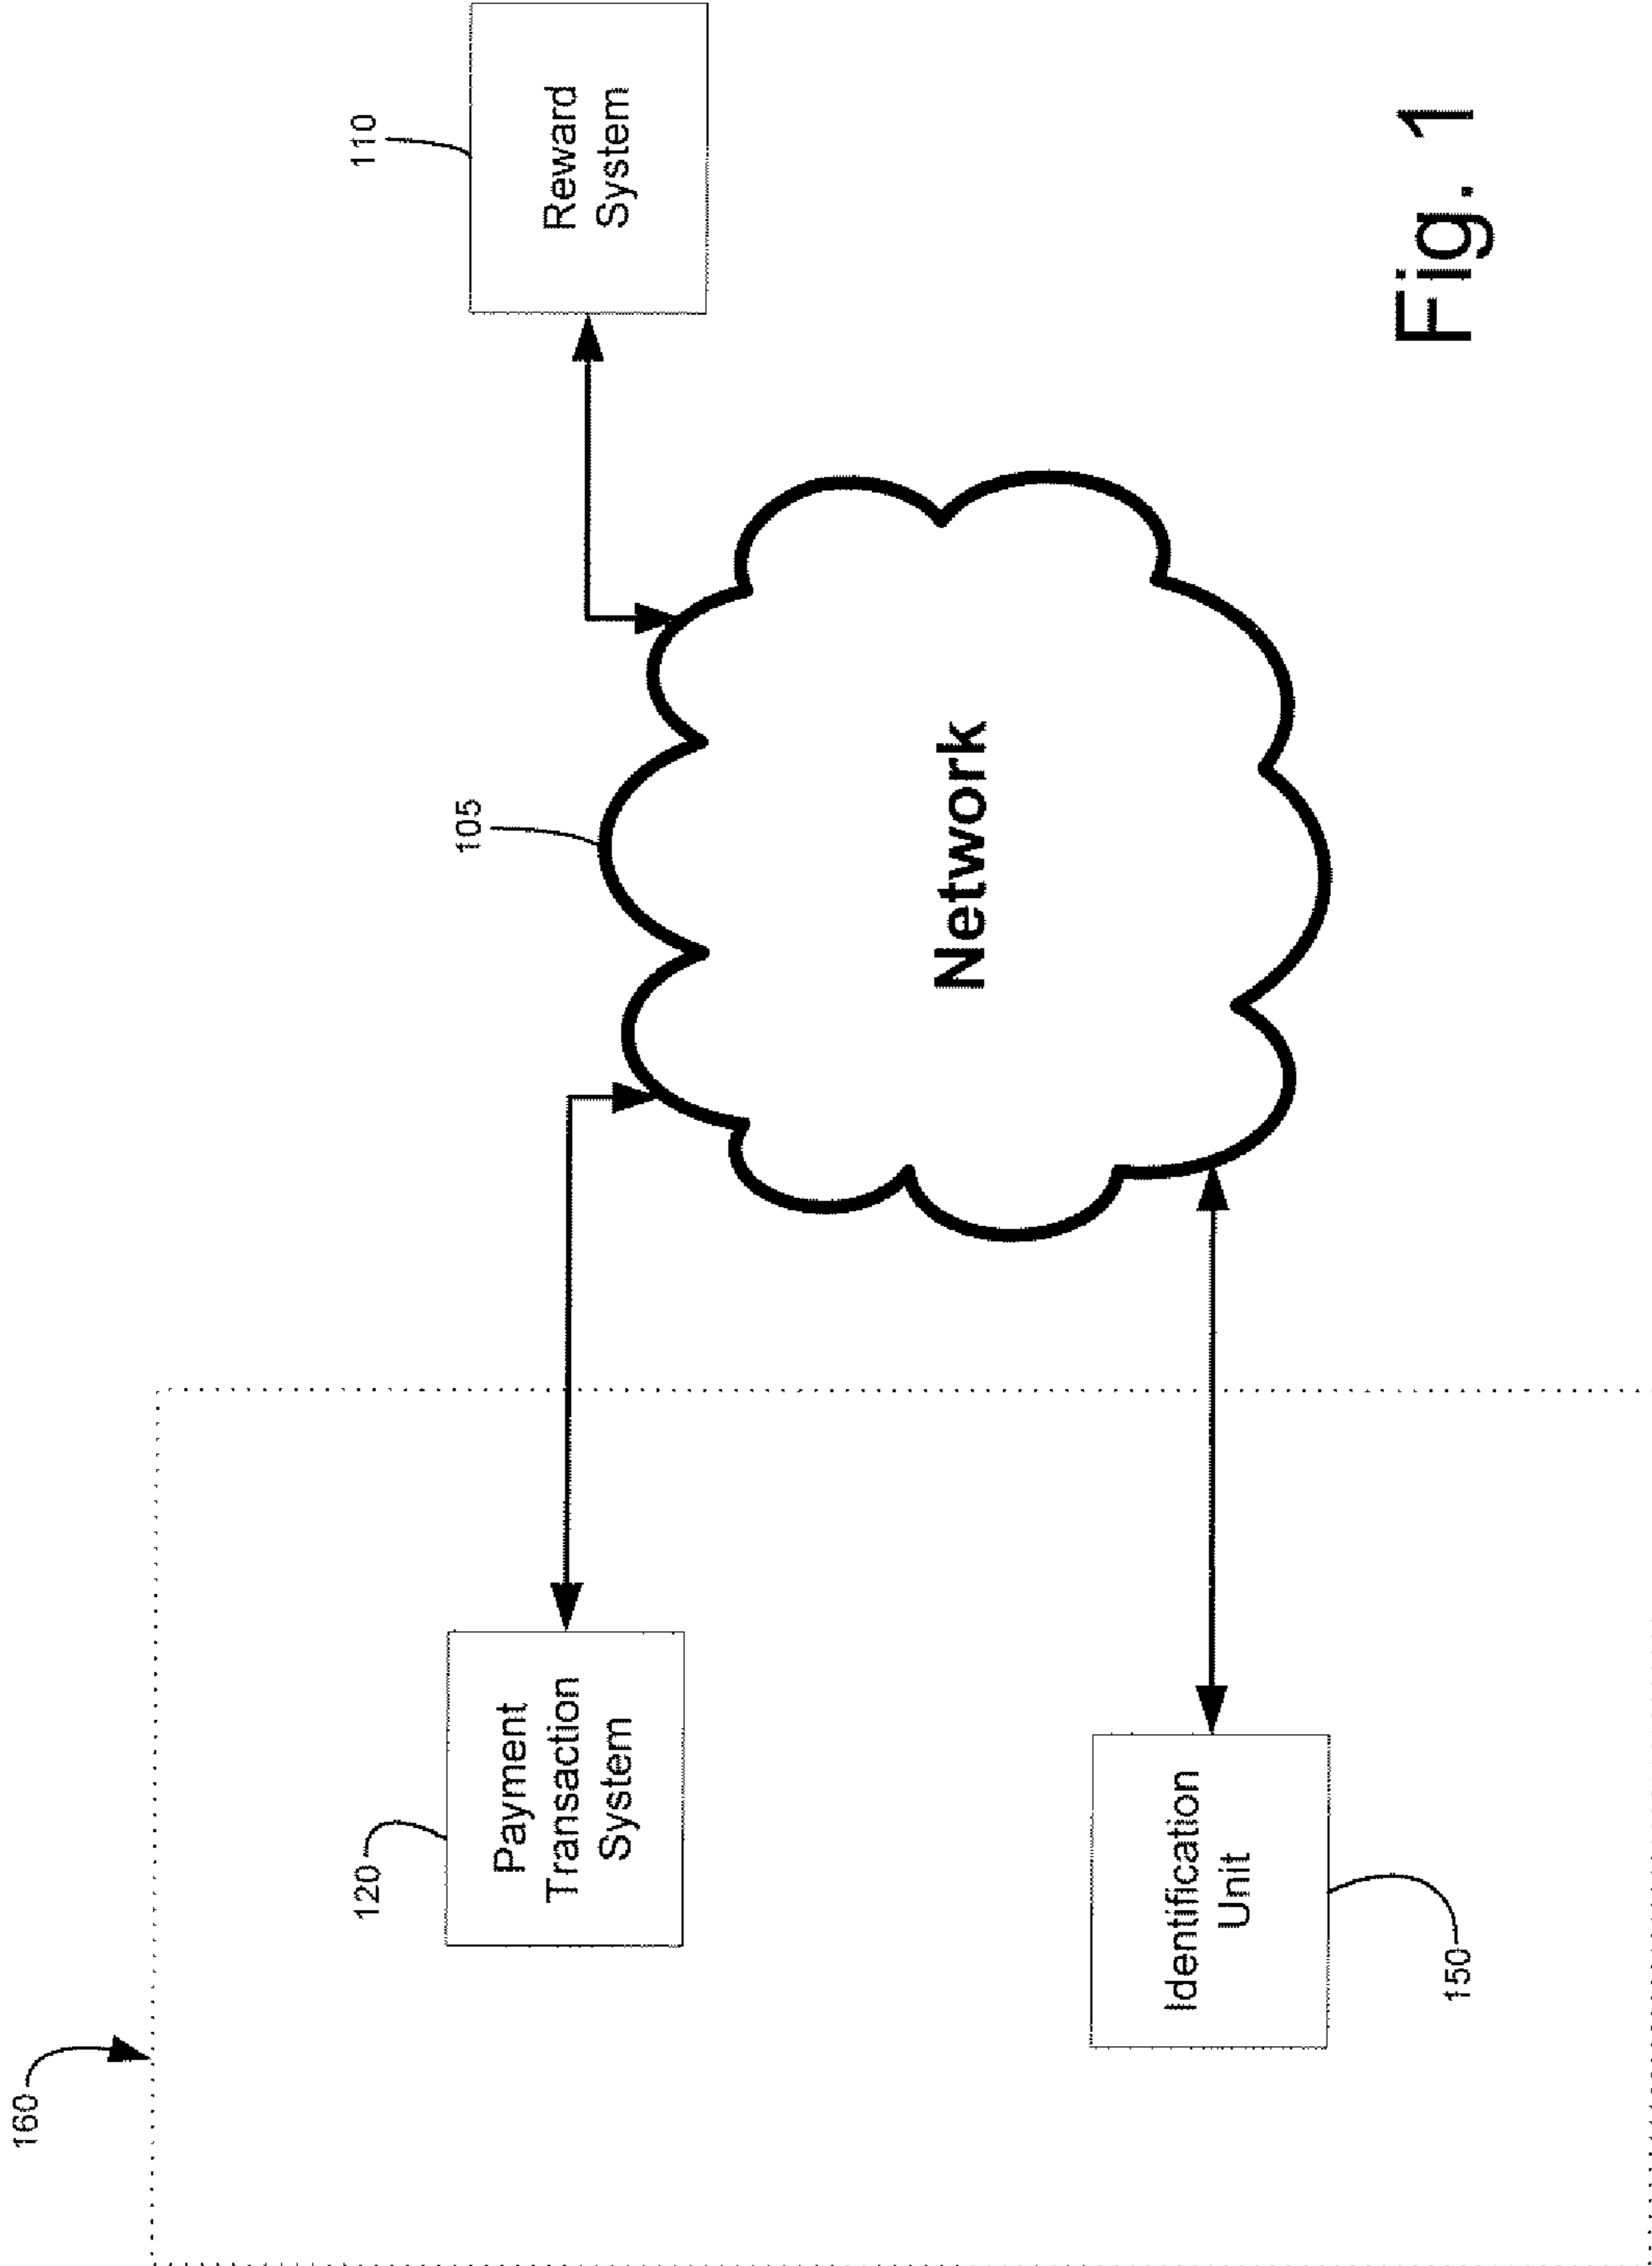 160
120
Payment
Transaction
System
105
110
Reward
System
Network
Identification
Unit
150
Fig. 1